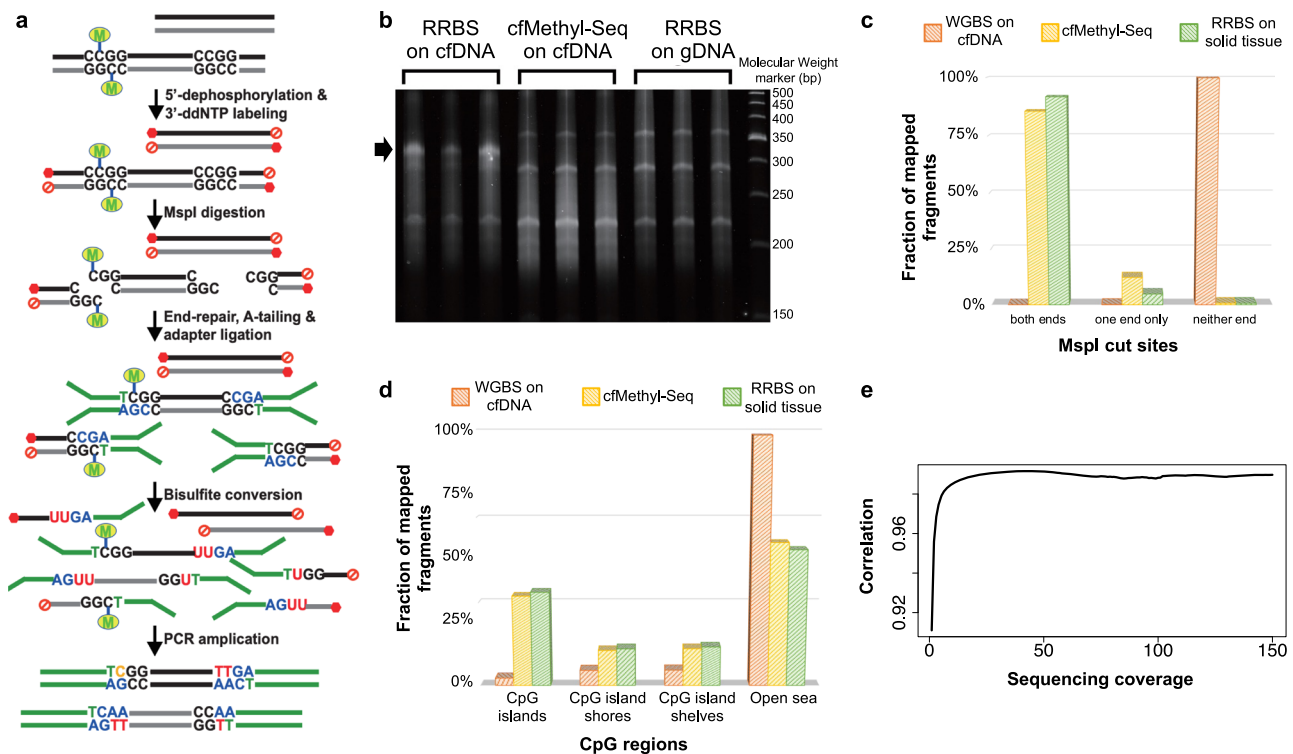 a
M
CCGG
CCGG
GGCC
GGCC
M
5'-dephosphorylation &
3'-ddNTP labeling
M
CCGG
CCGG
GGCC
GGCC
M
MspI digestion
M
CGG
C
CGG
C
GGC
C
GGC
M
End-repair, A-tailing &
adapter ligation
M
TCGG
CCGA
AGCC
GGCT
CCGA
TCGG
GGCT
AGCC
M
Bisulfite conversion
UUGA
M
TCGG
UUGA
AGUU
GGUT
TUGG
GGCT
AGUU
M
PCR amplication
TCGG
TTGA
AGCC
AACT
TCAA
CCAA
AGTT
GGTT
b
RRBS
on cfDNA
cfMethyl-Seq
on cfDNA
RRBS
on gDNA
Molecular Weight
marker (bp)
500
450
400
350
300
250
200
150
c
WGBS on
cfDNA
cfMethyl-Seq
RRBS on
solid tissue
Fraction of mapped
fragments
100%
75%
50%
25%
0%
both ends
one end only
neither end
MspI cut sites
d
WGBS on
cfDNA
cfMethyl-Seq
RRBS on
solid tissue
Fraction of mapped
fragments
100%
75%
50%
25%
0%
CpG
islands
CpG island
shores
CpG island
shelves
Open sea
CpG regions
e
Correlation
0.96
0.92
0
50
100
150
Sequencing coverage